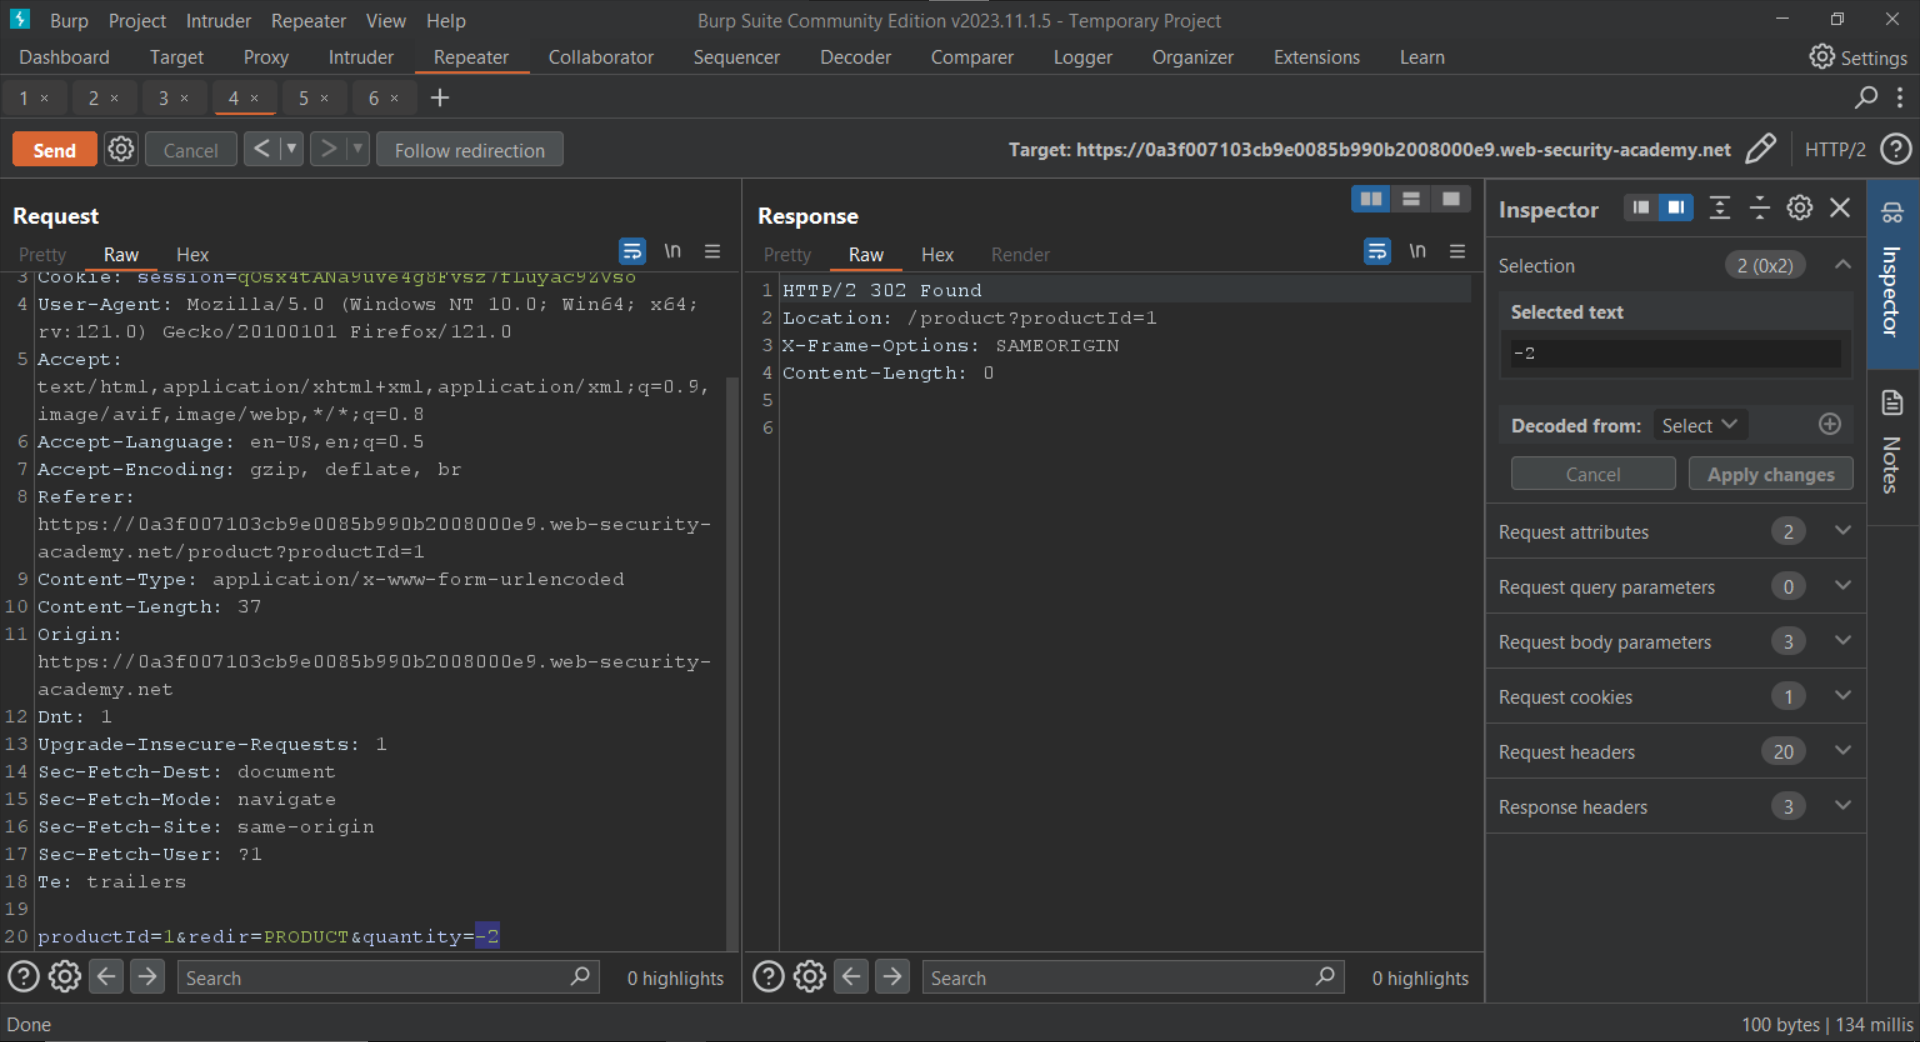 Burp Project Intruder Repeater View Help
Burp Suite Community Edition v2023.11.1.5 - Temporary Project
Dashboard Target Proxy Intruder Repeater Collaborator Sequencer Decoder Comparer Logger Organizer Extensions Learn
Settings
1 × 2 × 3 × 4 × 5 × 6 × +
Send Cancel < > Follow redirection
Target: https://0a3f007103cb9e0085b990b2008000e9.web-security-academy.net
HTTP/2
Request
Pretty Raw Hex
\n
3 Cookie: session=qOsx4tANa9uve4g8Fvsz7fLuyac9ZVso
4 User-Agent: Mozilla/5.0 (Windows NT 10.0; Win64; x64;
rv:121.0) Gecko/20100101 Firefox/121.0
5 Accept:
text/html,application/xhtml+xml,application/xml;q=0.9,
image/avif,image/webp,*/*;q=0.8
6 Accept-Language: en-US,en;q=0.5
7 Accept-Encoding: gzip, deflate, br
8 Referer:
https://0a3f007103cb9e0085b990b2008000e9.web-security-
academy.net/product?productId=1
9 Content-Type: application/x-www-form-urlencoded
10 Content-Length: 37
11 Origin:
https://0a3f007103cb9e0085b990b2008000e9.web-security-
academy.net
12 Dnt: 1
13 Upgrade-Insecure-Requests: 1
14 Sec-Fetch-Dest: document
15 Sec-Fetch-Mode: navigate
16 Sec-Fetch-Site: same-origin
17 Sec-Fetch-User: ?1
18 Te: trailers
19
20 productId=1&redir=PRODUCT&quantity=-2
Search
0 highlights
Response
Pretty Raw Hex Render
\n
1 HTTP/2 302 Found
2 Location: /product?productId=1
3 X-Frame-Options: SAMEORIGIN
4 Content-Length: 0
5
6
Search
0 highlights
Inspector
Selection 2 (0x2)
Selected text
-2
Decoded from: Select
Cancel Apply changes
Request attributes 2
Request query parameters 0
Request body parameters 3
Request cookies 1
Request headers 20
Response headers 3
Inspector
Notes
Done
100 bytes | 134 millis